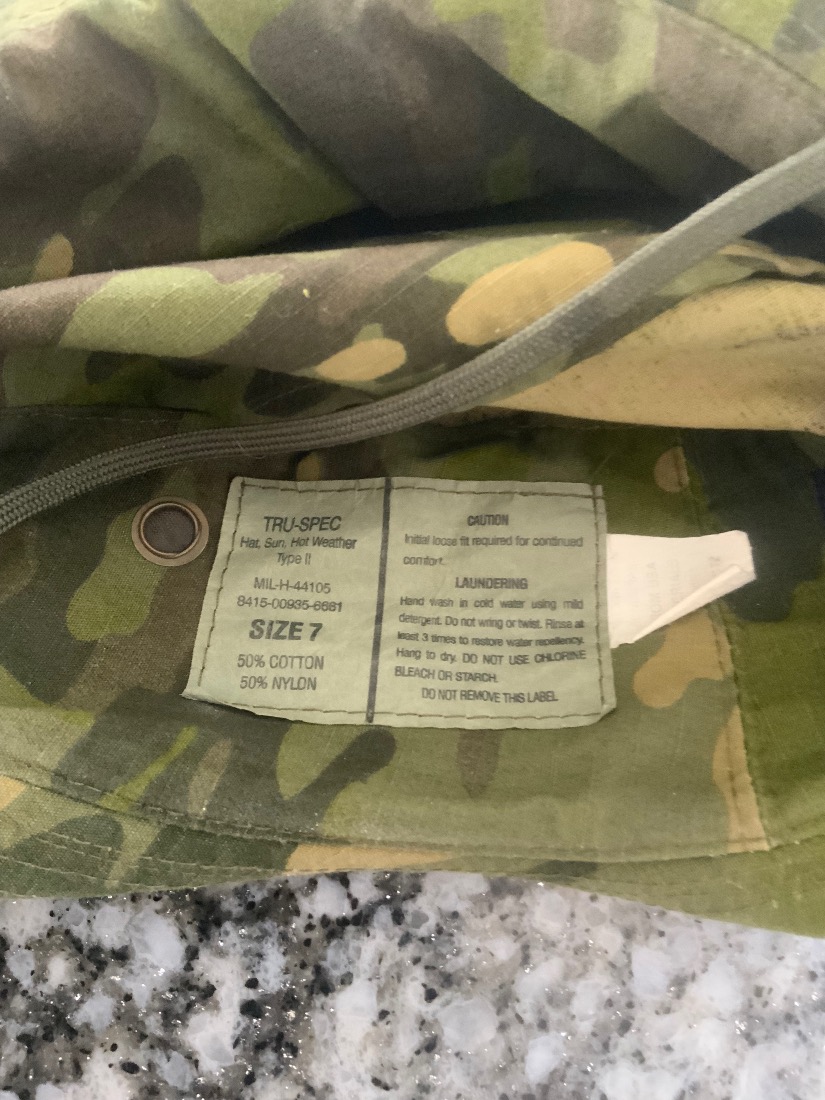 TRU-SPEC
Hat, Sun, Hot Weather
Type II
MIL-H-44105
8415-00935-6681
SIZE 7
50% COTTON
50% NYLON
CAUTION
Initial loose fit required for continued
comfort.
LAUNDERING
Hand wash in cold water using mild
detergent. Do not wring or twist. Rinse at
least 3 times to restore water repellency.
Hang to dry. DO NOT USE CHLORINE
BLEACH OR STARCH.
DO NOT REMOVE THIS LABEL